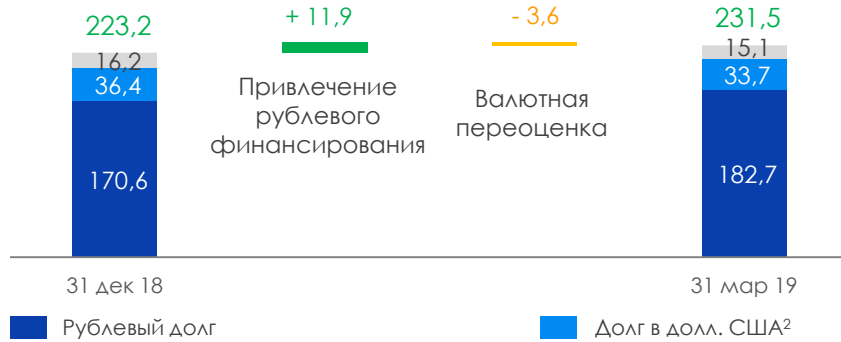 223,2
+ 11,9
- 3,6
231,5
16,2
15,1
36,4
33,7
Привлечение
рублевого
финансирования
Валютная
переоценка
170,6
182,7
31 дек 18
31 мар 19
Рублевый долг
Долг в долл. США²